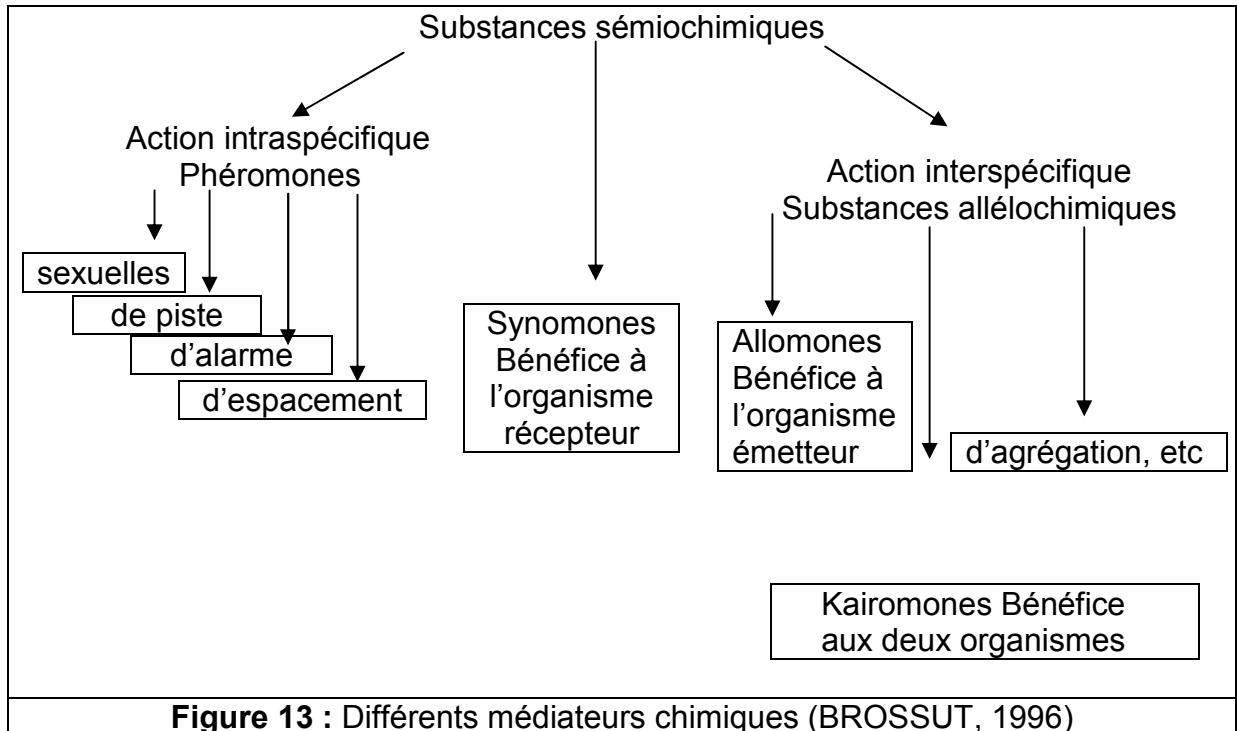 Substances sémiochimiques
Action intraspécifique
Phéromones
sexuelles
de piste
d'alarme
d'espacement
Synomones
Bénéfice à
l'organisme
récepteur
Action interspécifique
Substances allélochimiques
Allomones
Bénéfice à
l'organisme
émetteur
d'agrégation, etc
Kairomones Bénéfice
aux deux organismes
Figure 13 : Différents médiateurs chimiques (BROSSUT, 1996)